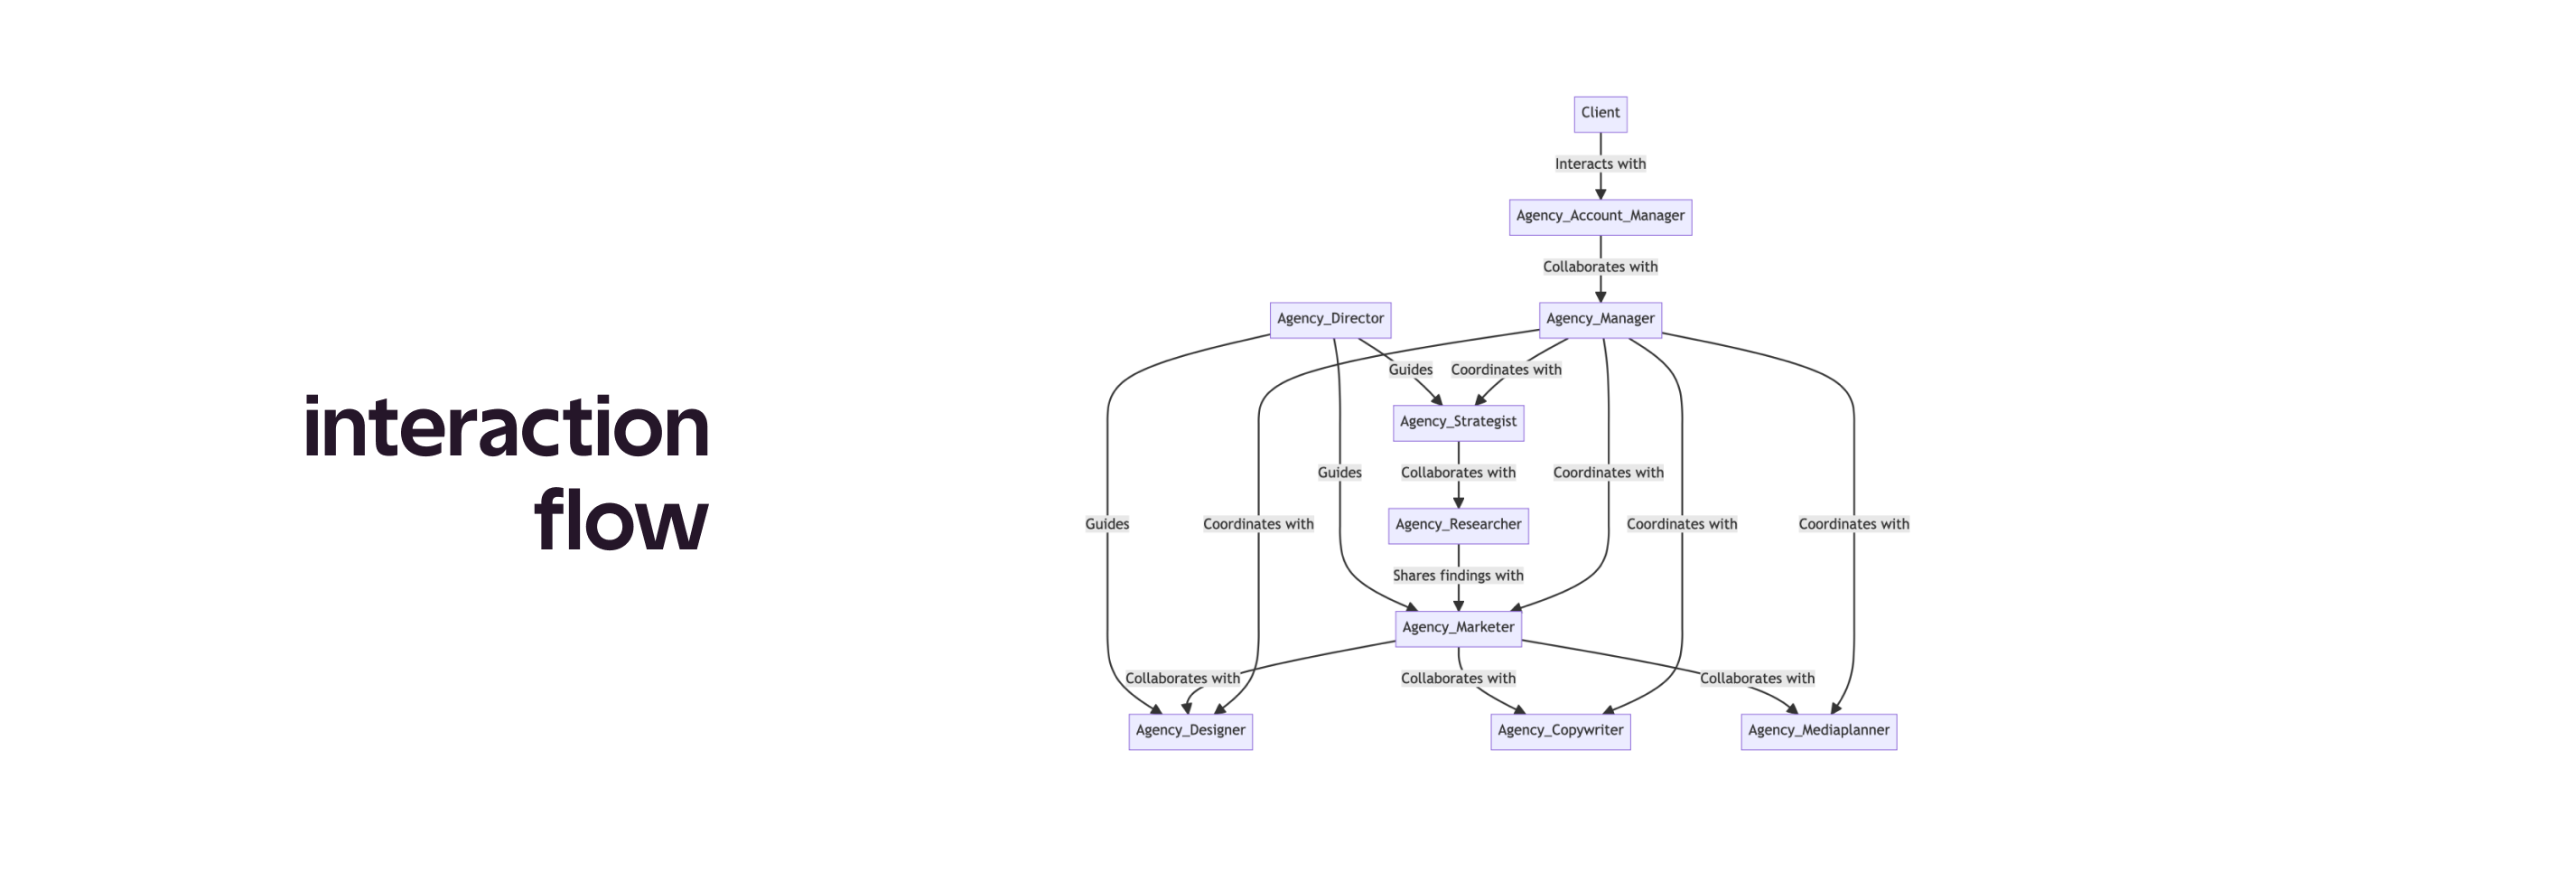 interaction
flow
Client
Interacts with
Agency_Account_Manager
Collaborates with
Agency_Director
Agency_Manager
Guides
Coordinates with
Agency_Strategist
Guides
Collaborates with
Coordinates with
Guides
Coordinates with
Agency_Researcher
Coordinates with
Coordinates with
Shares findings with
Agency_Marketer
Collaborates with
Collaborates with
Collaborates with
Agency_Designer
Agency_Copywriter
Agency_Mediaplanner